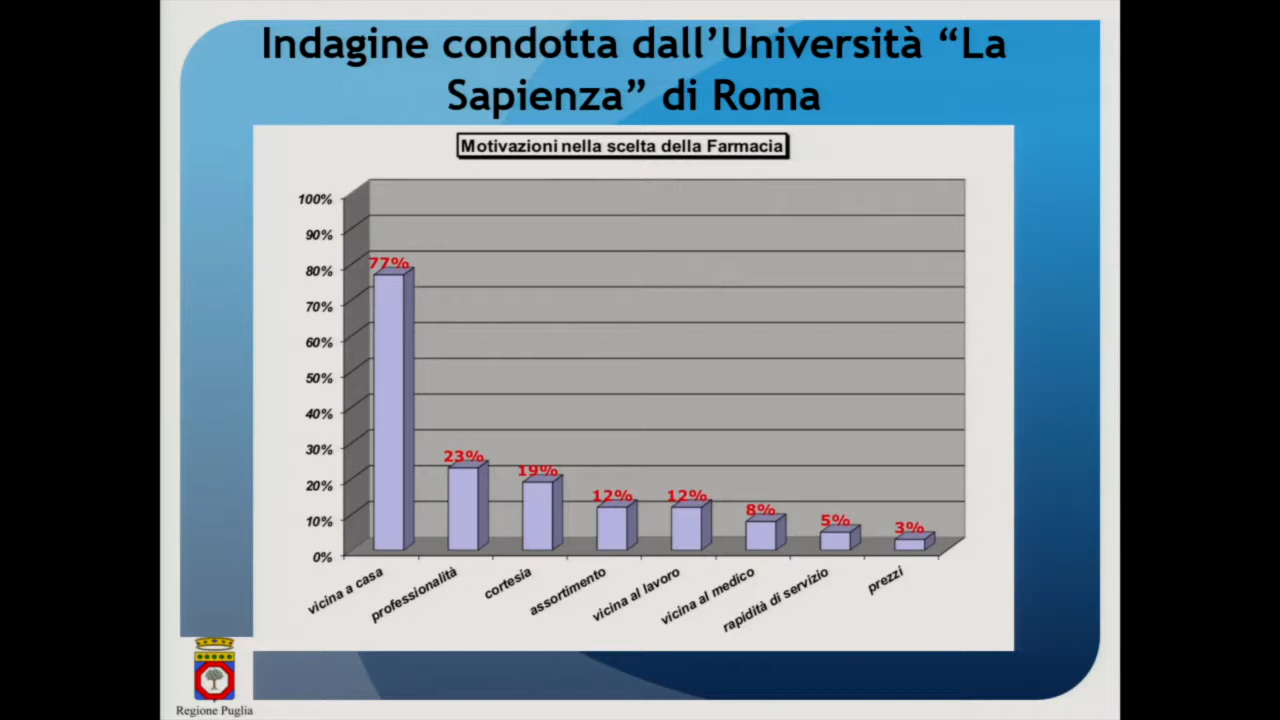 Indagine condotta dall’Università “La
Sapienza” di Roma
Motivazioni nella scelta della Farmacia
100%
90%
80%
70%
60%
50%
40%
30%
20%
10%
0%
77%
23%
19%
12%
12%
8%
5%
3%
vicina a casa
professionalità
cortesia
assortimento
vicina al lavoro
vicina al medico
rapidità di servizio
prezzi
Regione Puglia